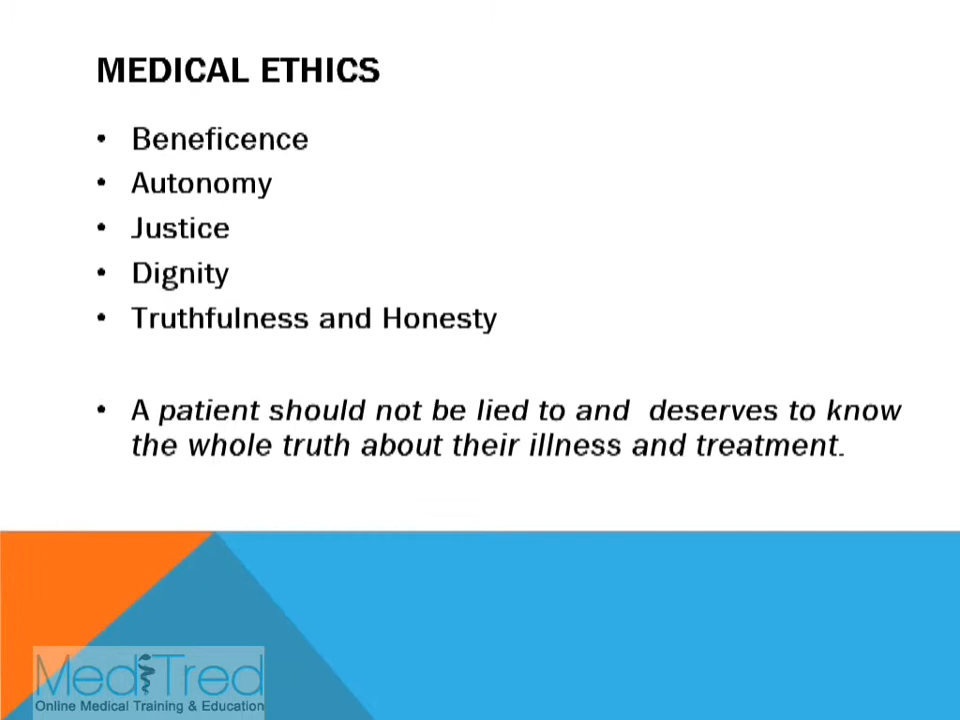 MEDICAL ETHICS
• Beneficence
• Autonomy
• Justice
• Dignity
• Truthfulness and Honesty
• A patient should not be lied to and  deserves to know
the whole truth about their illness and treatment.
MediTred
Online Medical Training & Education